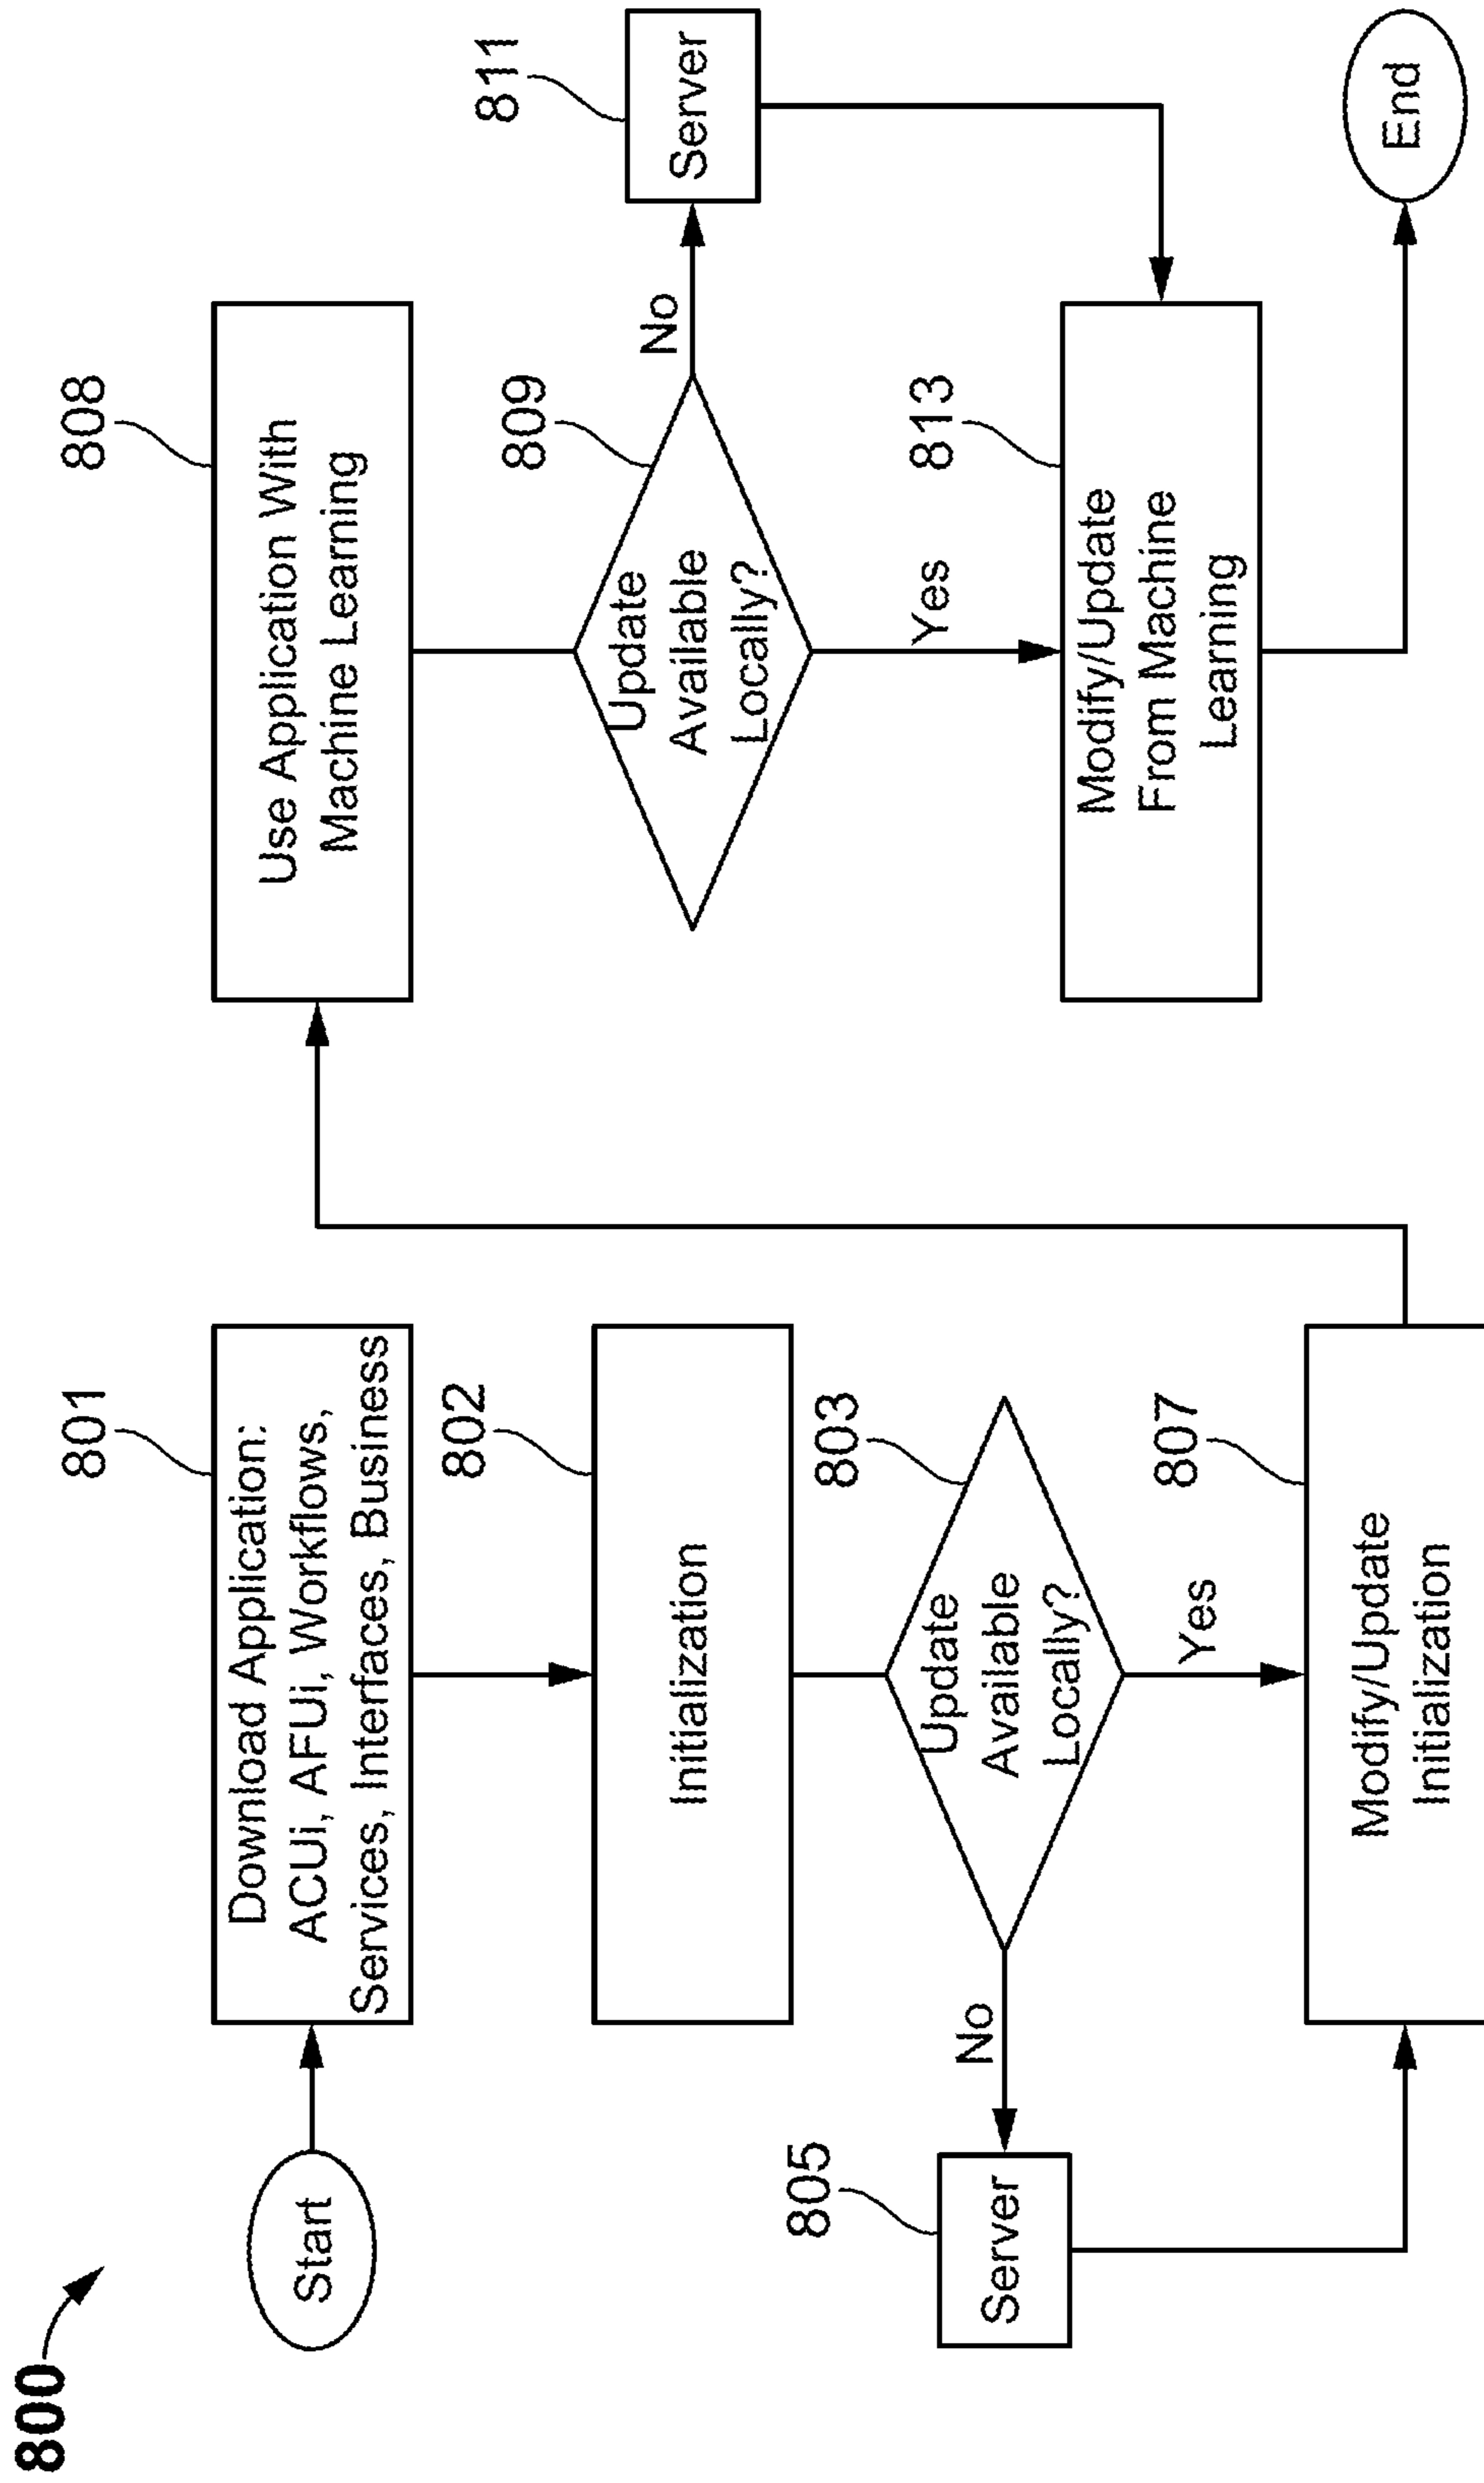 800
Start
801
Download Application:
ACUi, AFUi, Workflows,
Services, Interfaces, Business
802
Initialization
803
Update
Available
Locally?
No
805
Server
Yes
807
Modify/Update
Initialization
808
Use Application With
Machine Learning
809
Update
Available
Locally?
No
811
Server
Yes
813
Modify/Update
From Machine
Learning
End